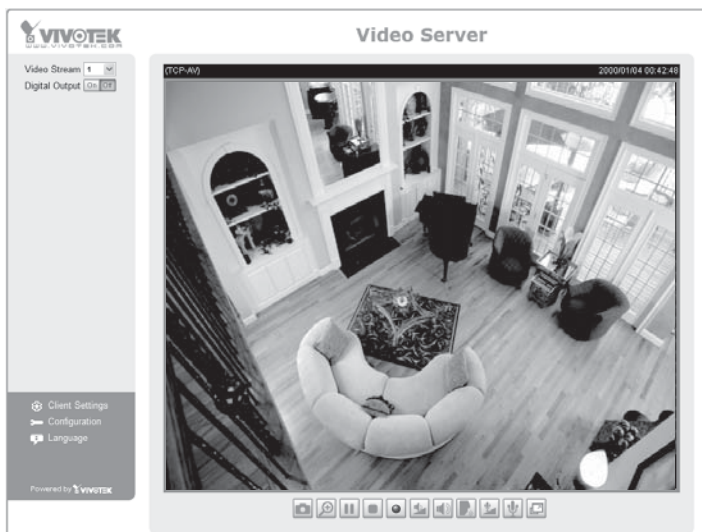 VIVOTEK
WWW.VIVOTEK.COM
Video Server
Video Stream 1
Digital Output On Off
(TCP-AV) 2000/01/04 00:42:48
Client Settings
Configuration
Language
Powered by VIVOTEK